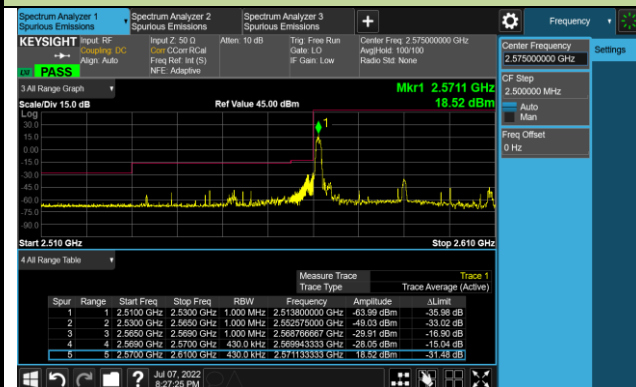 Spectrum Analyzer 1
Spurious Emissions
Spectrum Analyzer 2
Spurious Emissions
Spectrum Analyzer 3
Spurious Emissions
+
Frequency
KEYSIGHT
Input: RF
Coupling: DC
Align: Auto
Input Z: 50 Ω
Corr CCorr RCal
Freq Ref: Int (S)
NFE: Adaptive
Atten: 10 dB
Trig: Free Run
Gate: LO
IF Gain: Low
Center Freq: 2.575000000 GHz
Avg|Hold: 100/100
Radio Std: None
PASS
Center Frequency
2.575000000 GHz
Settings
CF Step
2.500000 MHz
Auto
Man
Freq Offset
0 Hz
3 All Range Graph
Mkr1 2.5711 GHz
Scale/Div 15.0 dB
Ref Value 45.00 dBm
18.52 dBm
Log
30.0
15.0
0.00
-15.0
-30.0
-45.0
-60.0
-75.0
-90.0
1
Start 2.510 GHz
Stop 2.610 GHz
4 All Range Table
Measure Trace Trace 1
Trace Type Trace Average (Active)
Spur Range Start Freq Stop Freq RBW Frequency Amplitude ΔLimit
1 1 2.5100 GHz 2.5300 GHz 1.000 MHz 2.513800000 GHz -63.99 dBm -35.98 dB
2 2 2.5300 GHz 2.5650 GHz 1.000 MHz 2.552575000 GHz -49.03 dBm -33.02 dB
3 3 2.5650 GHz 2.5690 GHz 1.000 MHz 2.568766667 GHz -29.91 dBm -16.90 dB
4 4 2.5690 GHz 2.5700 GHz 430.0 kHz 2.569943333 GHz -28.05 dBm -15.04 dB
5 5 2.5700 GHz 2.6100 GHz 430.0 kHz 2.571133333 GHz 18.52 dBm -31.48 dB
?
Jul 07, 2022
8:27:25 PM